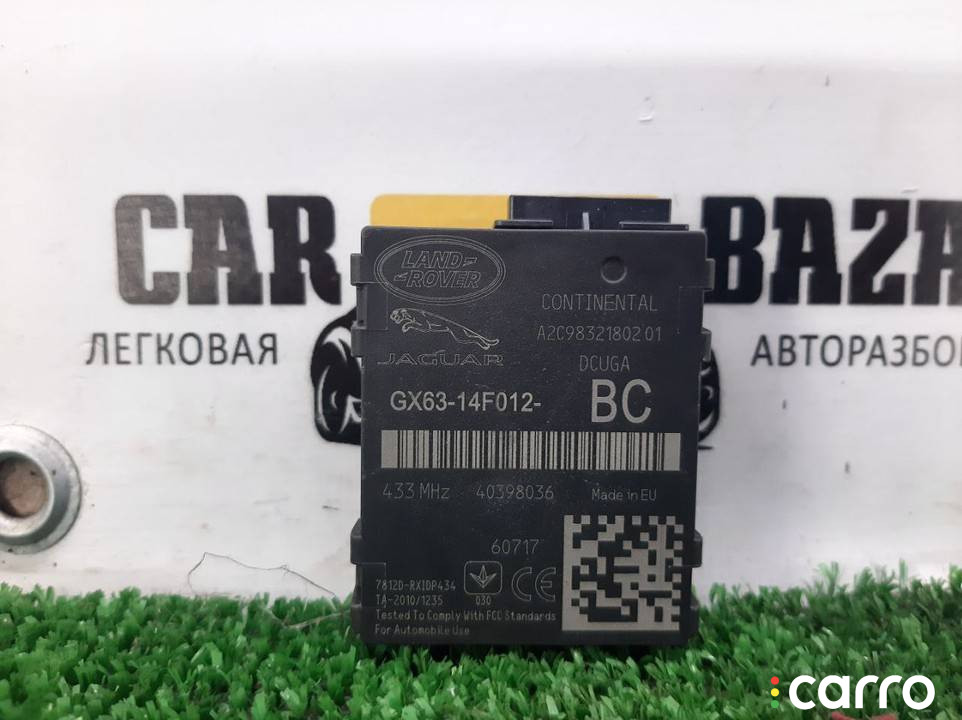 CAR BAZA
ЛЕГКОВАЯ АВТОРАЗБОР
LAND ROVER
JAGUAR
CONTINENTAL
A2C98321802 01
DCUGA
GX63-14F012- BC
433 MHz 40398036 Made in EU
60717
7812D-RXIDP434
TA-2010/1235
030
CE
Tested To Comply With FCC Standards
For Automobile Use
carro